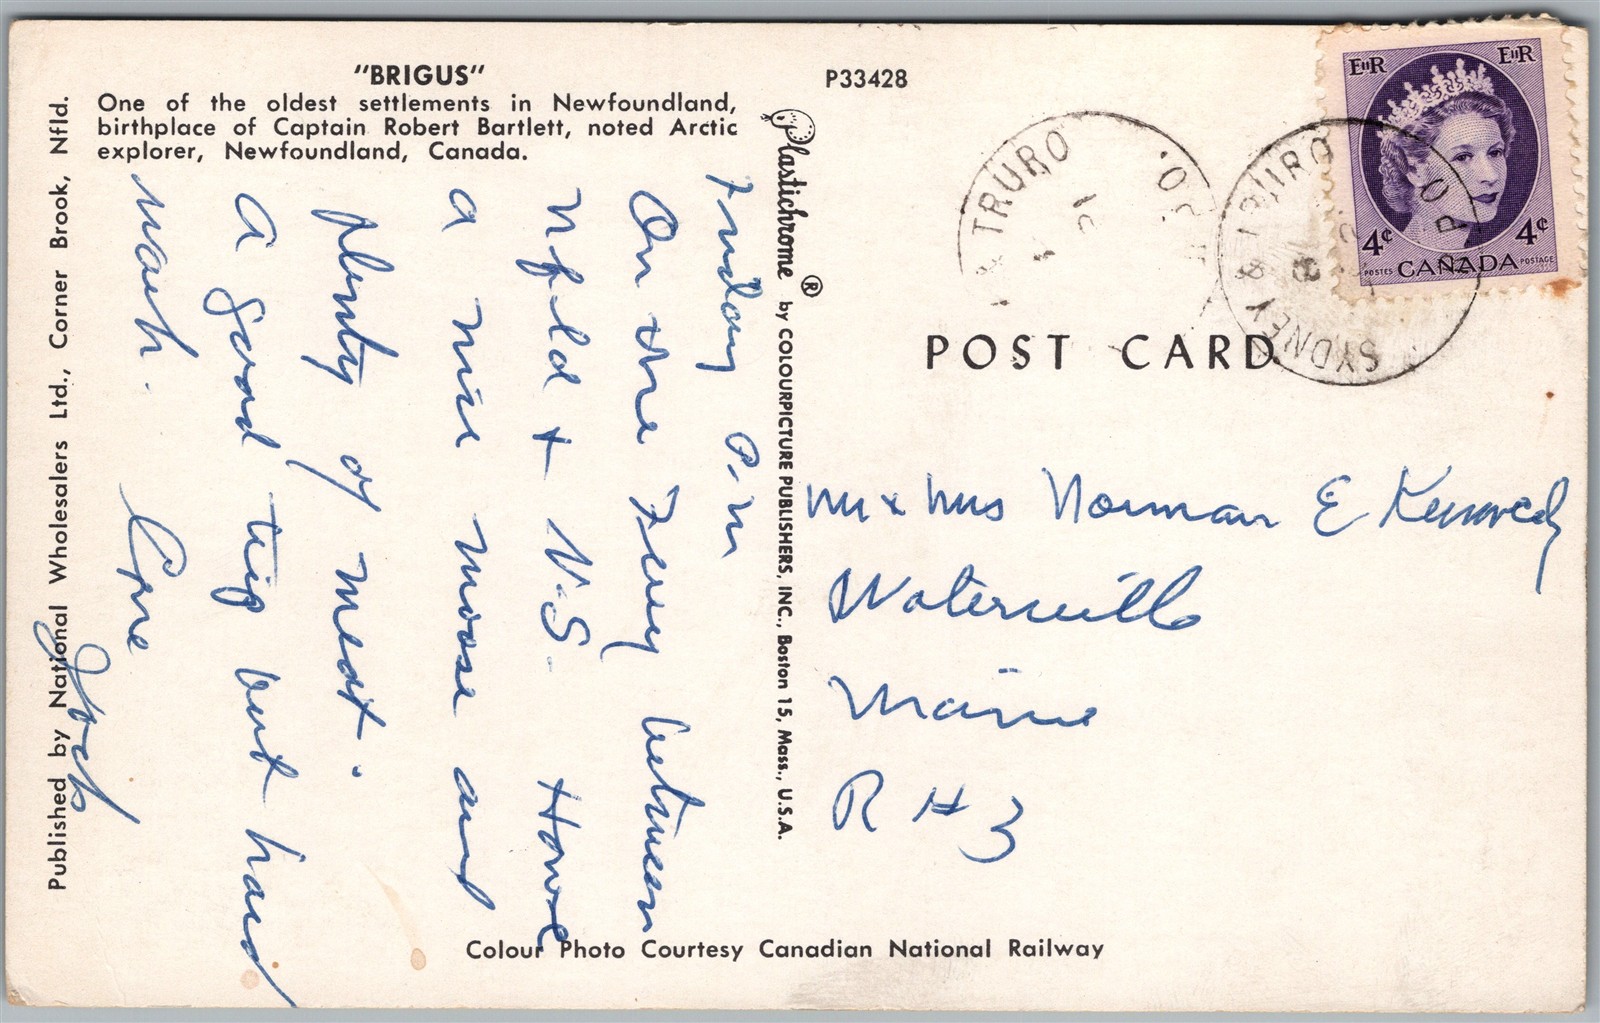 "BRIGUS"
One of the oldest settlements in Newfoundland,
birthplace of Captain Robert Bartlett, noted Arctic
explorer, Newfoundland, Canada.
P33428
Published by National Wholesalers Ltd., Corner Brook, Nfld.
Plastichrome ® by COLOURPICTURE PUBLISHERS, INC., Boston 15, Mass., U.S.A.
Friday P.M
On the Ferry between
Nfld + N.S. Have
a nice moose and
plenty of meat.
A good trip but hard
work.
Love
Jack
EIIR EIIR
4¢ 4¢
POSTES CANADA POSTAGE
& TRURO
SYDNEY & TRURO
R.P.O.
POST CARD
Mr & Mrs Norman E Kennedy
Waterville
Maine
R # 3
Colour Photo Courtesy Canadian National Railway